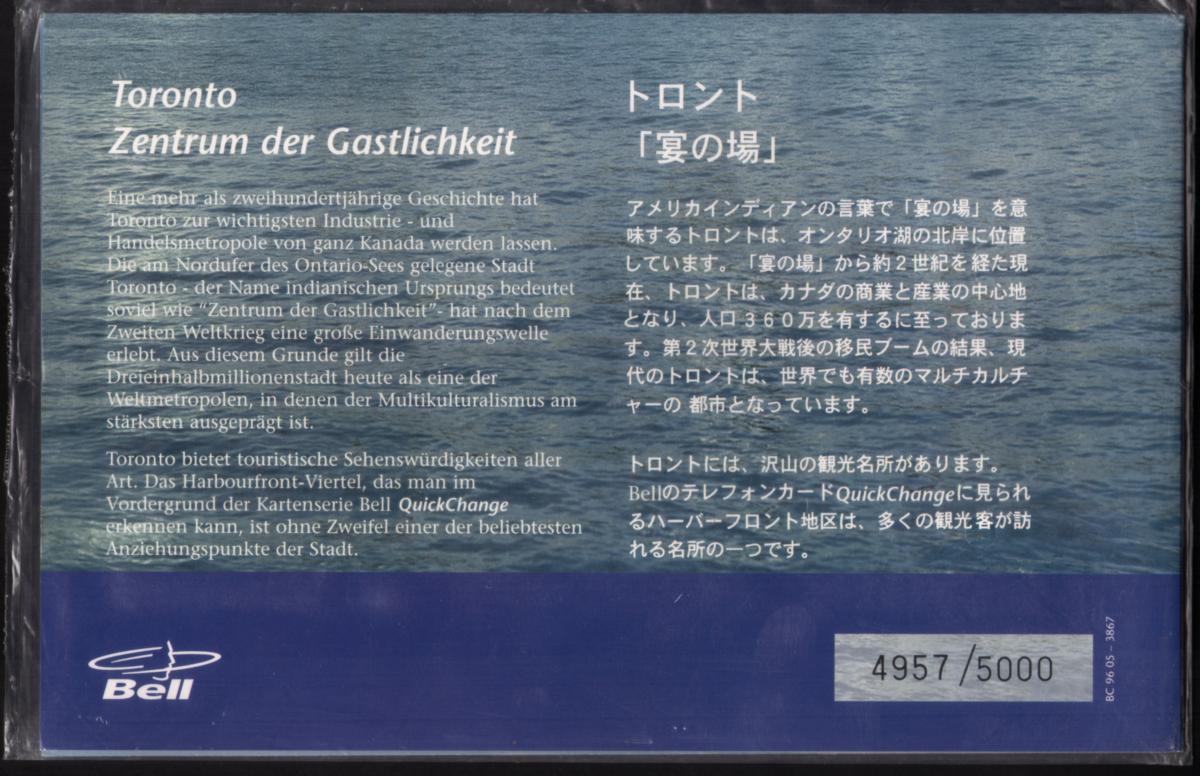 Toronto
Zentrum der Gastlichkeit
Eine mehr als zweihundertjährige Geschichte hat
Toronto zur wichtigsten Industrie - und
Handelsmetropole von ganz Kanada werden lassen.
Die am Nordufer des Ontario-Sees gelegene Stadt
Toronto - der Name indianischen Ursprungs bedeutet
soviel wie “Zentrum der Gastlichkeit”- hat nach dem
Zweiten Weltkrieg eine große Einwanderungswelle
erlebt. Aus diesem Grunde gilt die
Dreieinhalbmillionenstadt heute als eine der
Weltmetropolen, in denen der Multikulturalismus am
stärksten ausgeprägt ist.
Toronto bietet touristische Sehenswürdigkeiten aller
Art. Das Harbourfront-Viertel, das man im
Vordergrund der Kartenserie Bell QuickChange
erkennen kann, ist ohne Zweifel einer der beliebtesten
Anziehungspunkte der Stadt.
トロント
「宴の場」
アメリカインディアンの言葉で「宴の場」を意
味するトロントは、オンタリオ湖の北岸に位置
しています。「宴の場」から約2世紀を経た現
在、トロントは、カナダの商業と産業の中心地
となり、人口360万を有するに至っておりま
す。第2次世界大戦後の移民ブームの結果、現
代のトロントは、世界でも有数のマルチカルチ
ャーの 都市となっています。
トロントには、沢山の観光名所があります。
BellのテレフォンカードQuickChangeに見られ
るハーバーフロント地区は、多くの観光客が訪
れる名所の一つです。
Bell
4957/5000
BC 96 05 – 3867